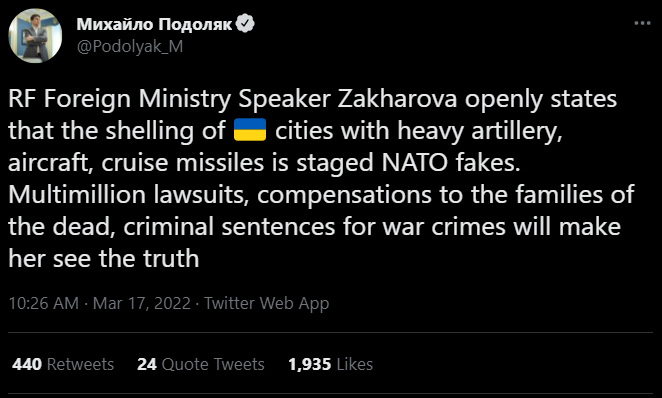 Михайло Подоляк
@Podolyak_M
RF Foreign Ministry Speaker Zakharova openly states
that the shelling of 🇺🇦 cities with heavy artillery,
aircraft, cruise missiles is staged NATO fakes.
Multimillion lawsuits, compensations to the families of
the dead, criminal sentences for war crimes will make
her see the truth
10:26 AM · Mar 17, 2022 · Twitter Web App
440 Retweets 24 Quote Tweets 1,935 Likes